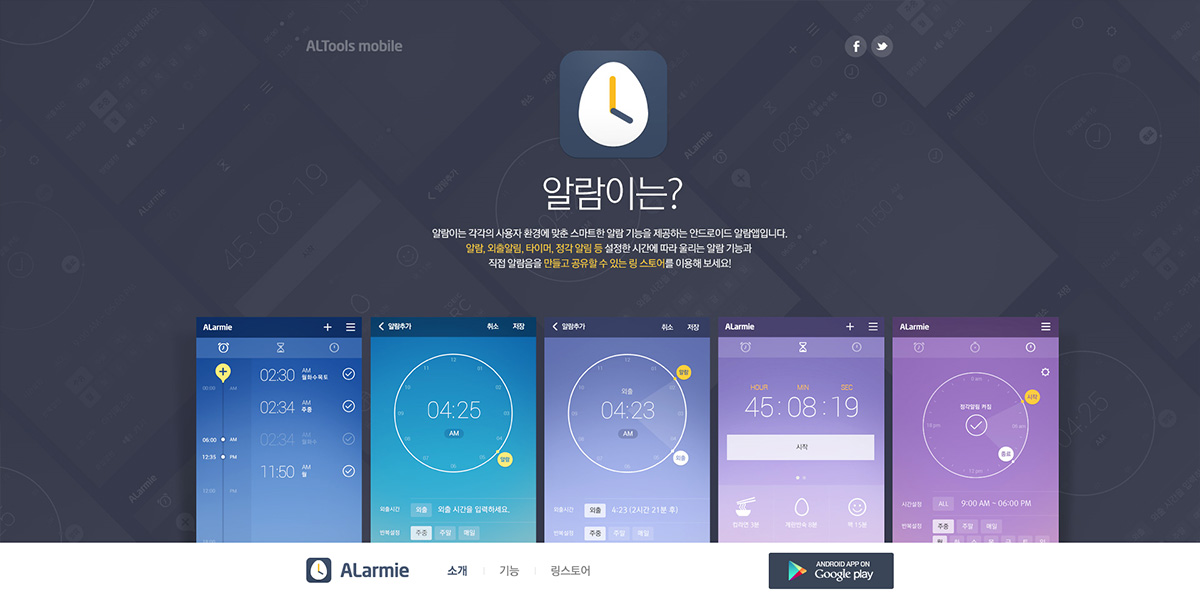 ALTools mobile
알람이는?
알람이는 각각의 사용자 환경에 맞춘 스마트한 알람 기능을 제공하는 안드로이드 알람앱입니다.
알람, 외출알림, 타이머, 정각 알림 등 설정한 시간에 따라 울리는 알람 기능과
직접 알람음을 만들고 공유할 수 있는 링 스토어를 이용해 보세요!
ALarmie
02:30 AM 월화수목토
02:34 AM 주중
02:34 AM 월화수
11:50 AM 월
00:00 AM
06:00 AM
12:35 PM
12:00 PM
알람추가 취소 저장
04:25
AM
알람
외출시간 외출 외출 시간을 입력하세요.
반복설정 주중 주말 매일
알람추가 취소 저장
알람
외출
04:23
AM
외출
외출시간 외출 4:23 (2시간 21분 후)
반복설정 주중 주말 매일
ALarmie
HOUR MIN SEC
45:08:19
시작
컵라면 3분 계란반숙 8분 팩 15분
ALarmie
시작
정각알림 켜짐
종료
시간설정 ALL 9:00 AM ~ 06:00 PM
반복설정 주중 주말 매일
ALarmie 소개 기능 링스토어
ANDROID APP ON
Google play